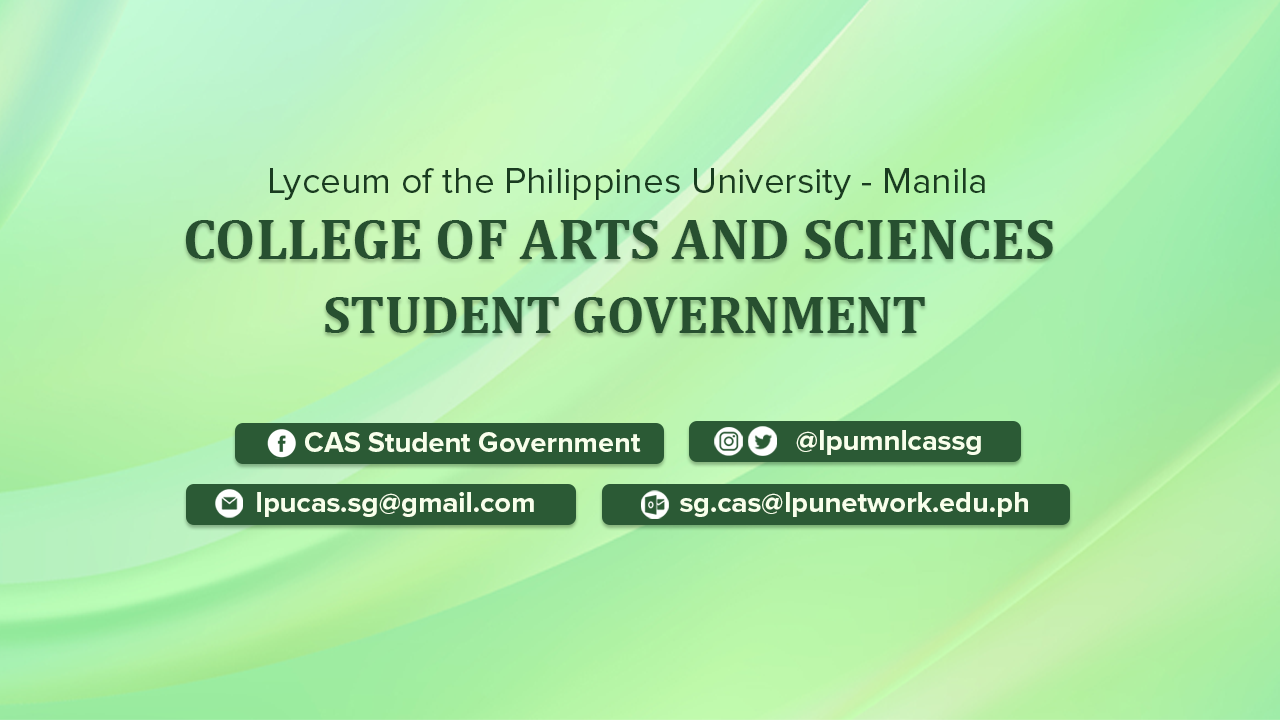 Lyceum of the Philippines University - Manila
COLLEGE OF ARTS AND SCIENCES
STUDENT GOVERNMENT
CAS Student Government
@lpumnlcassg
lpucas.sg@gmail.com
sg.cas@lpunetwork.edu.ph